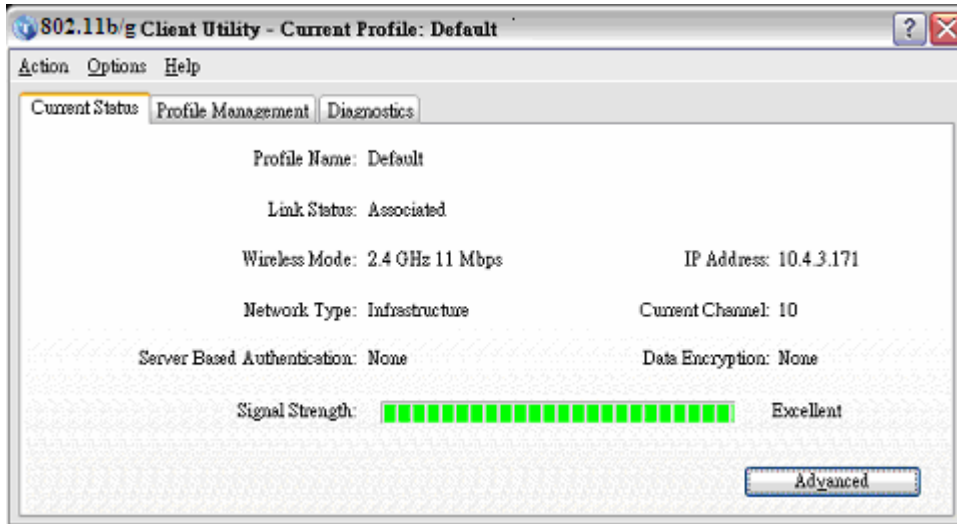 802.11b/g Client Utility - Current Profile: Default
Action Options Help
Current Status Profile Management Diagnostics
Profile Name: Default
Link Status: Associated
Wireless Mode: 2.4 GHz 11 Mbps IP Address: 10.4.3.171
Network Type: Infrastructure Current Channel: 10
Server Based Authentication: None Data Encryption: None
Signal Strength: Excellent
Advanced